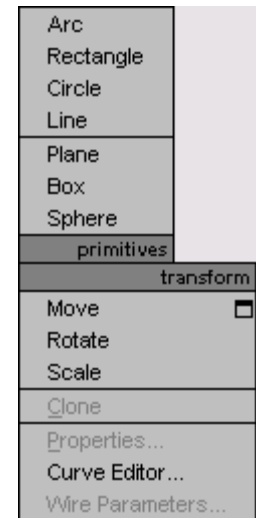 Arc
Rectangle
Circle
Line
Plane
Box
Sphere
primitives
transform
Move
Rotate
Scale
Clone
Properties...
Curve Editor...
Wire Parameters...